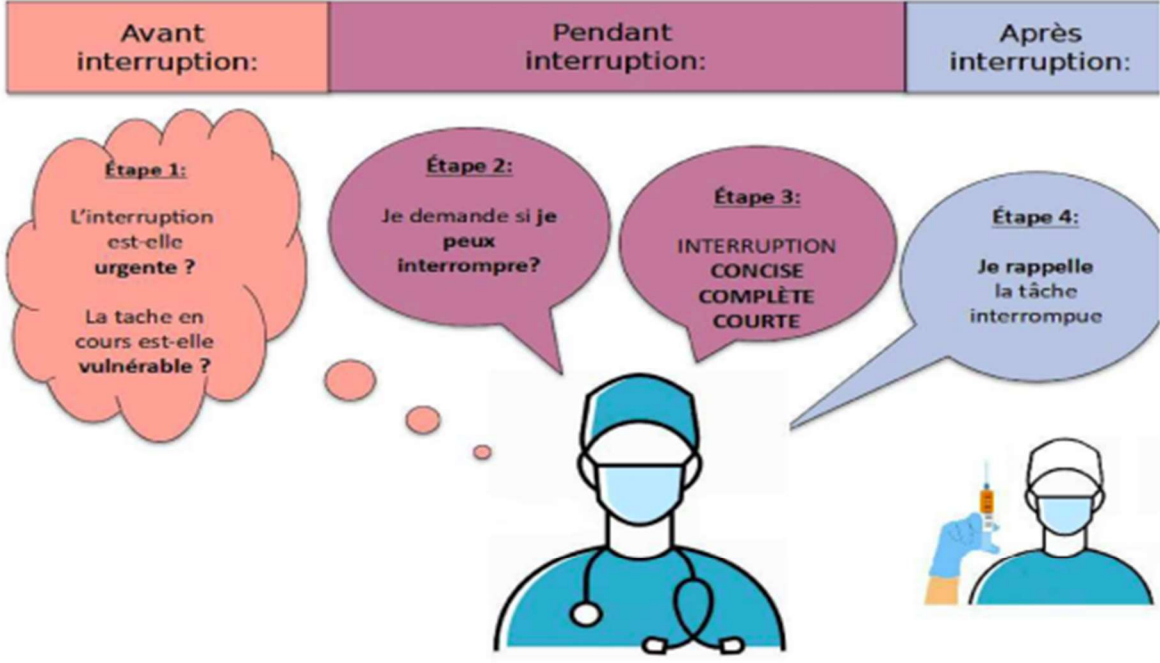 Avant
interruption:
Pendant
interruption:
Après
interruption:
Étape 1:
L’interruption
est-elle
urgente ?
La tache en
cours est-elle
vulnérable ?
Étape 2:
Je demande si je
peux
interrompre?
Étape 3:
INTERRUPTION
CONCISE
COMPLÈTE
COURTE
Étape 4:
Je rappelle
la tâche
interrompue